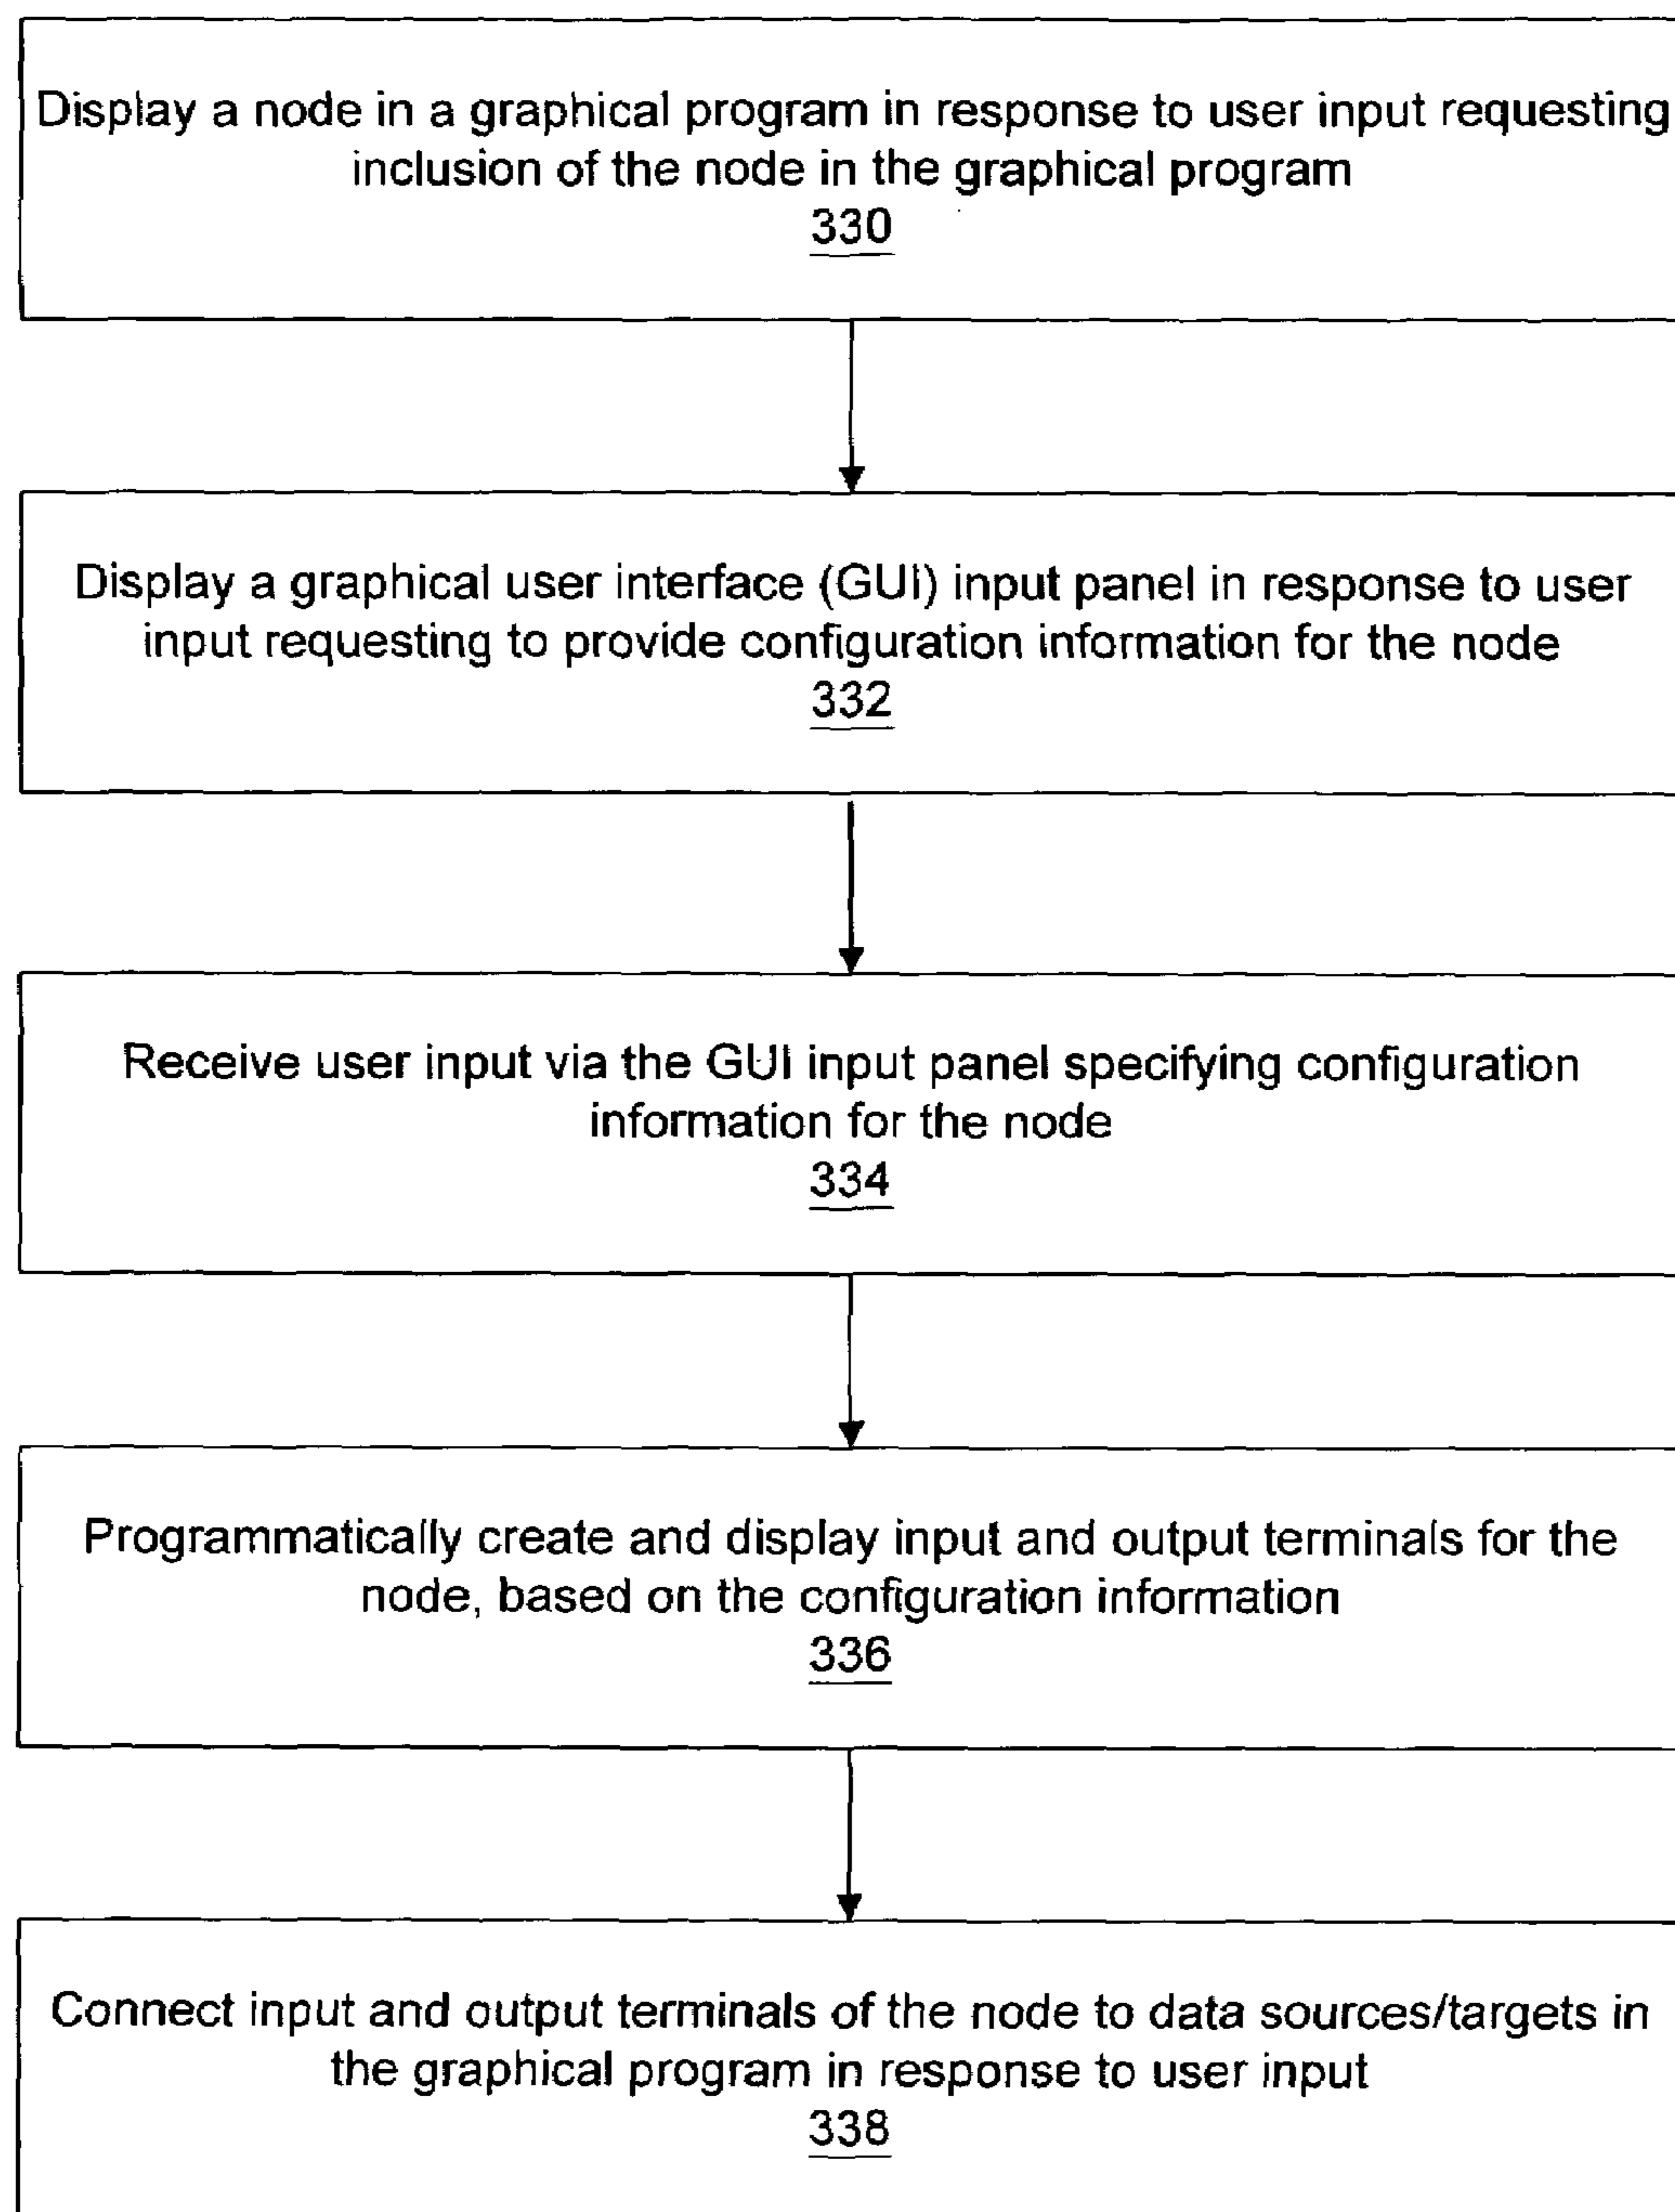 Display a node in a graphical program in response to user input requesting
inclusion of the node in the graphical program
330
Display a graphical user interface (GUI) input panel in response to user
input requesting to provide configuration information for the node
332
Receive user input via the GUI input panel specifying configuration
information for the node
334
Programmatically create and display input and output terminals for the
node, based on the configuration information
336
Connect input and output terminals of the node to data sources/targets in
the graphical program in response to user input
338